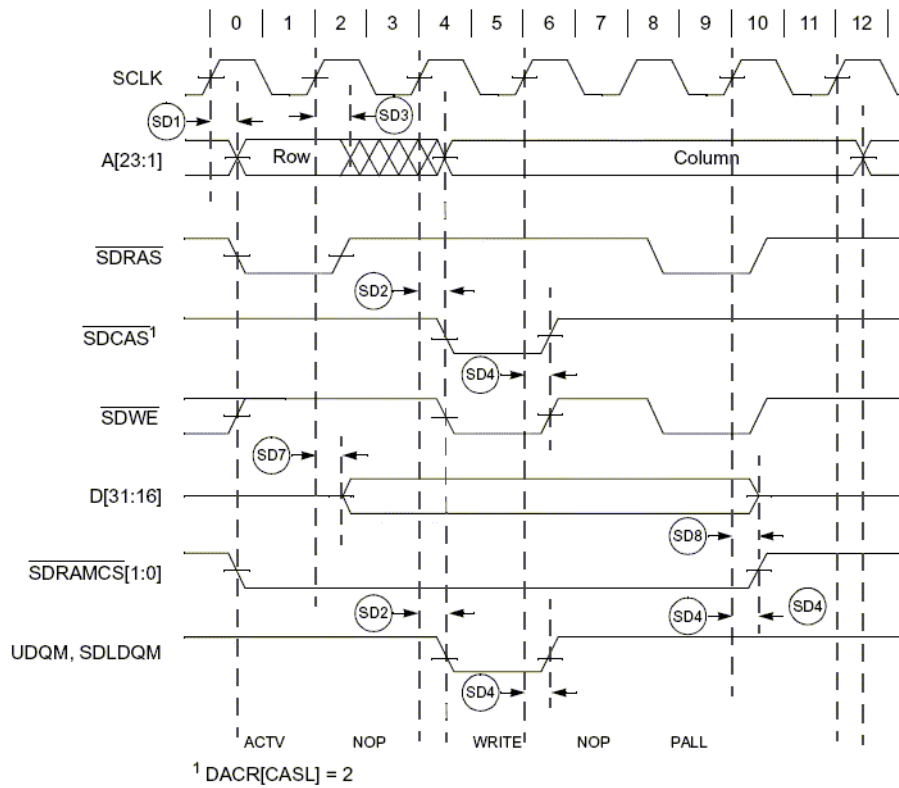 0 1 2 3 4 5 6 7 8 9 10 11 12
SCLK
SD1
SD3
A[23:1]
Row
Column
SDRAS
SD2
SDCAS¹
SD4
SDWE
SD7
D[31:16]
SD8
SDRAMCS[1:0]
SD2
SD4
SD4
UDQM, SDLDQM
SD4
ACTV NOP WRITE NOP PALL
¹ DACR[CASL] = 2